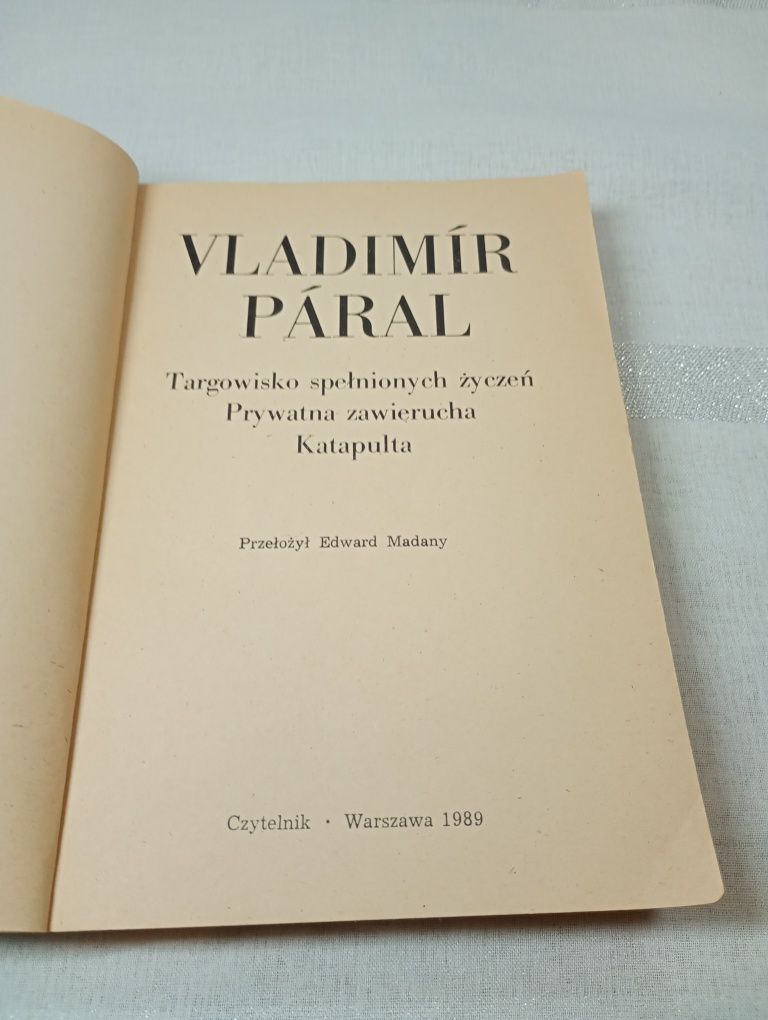 VLADIMÍR
PÁRAL
Targowisko spełnionych życzeń
Prywatna zawierucha
Katapulta
Przełożył Edward Madany
Czytelnik • Warszawa 1989